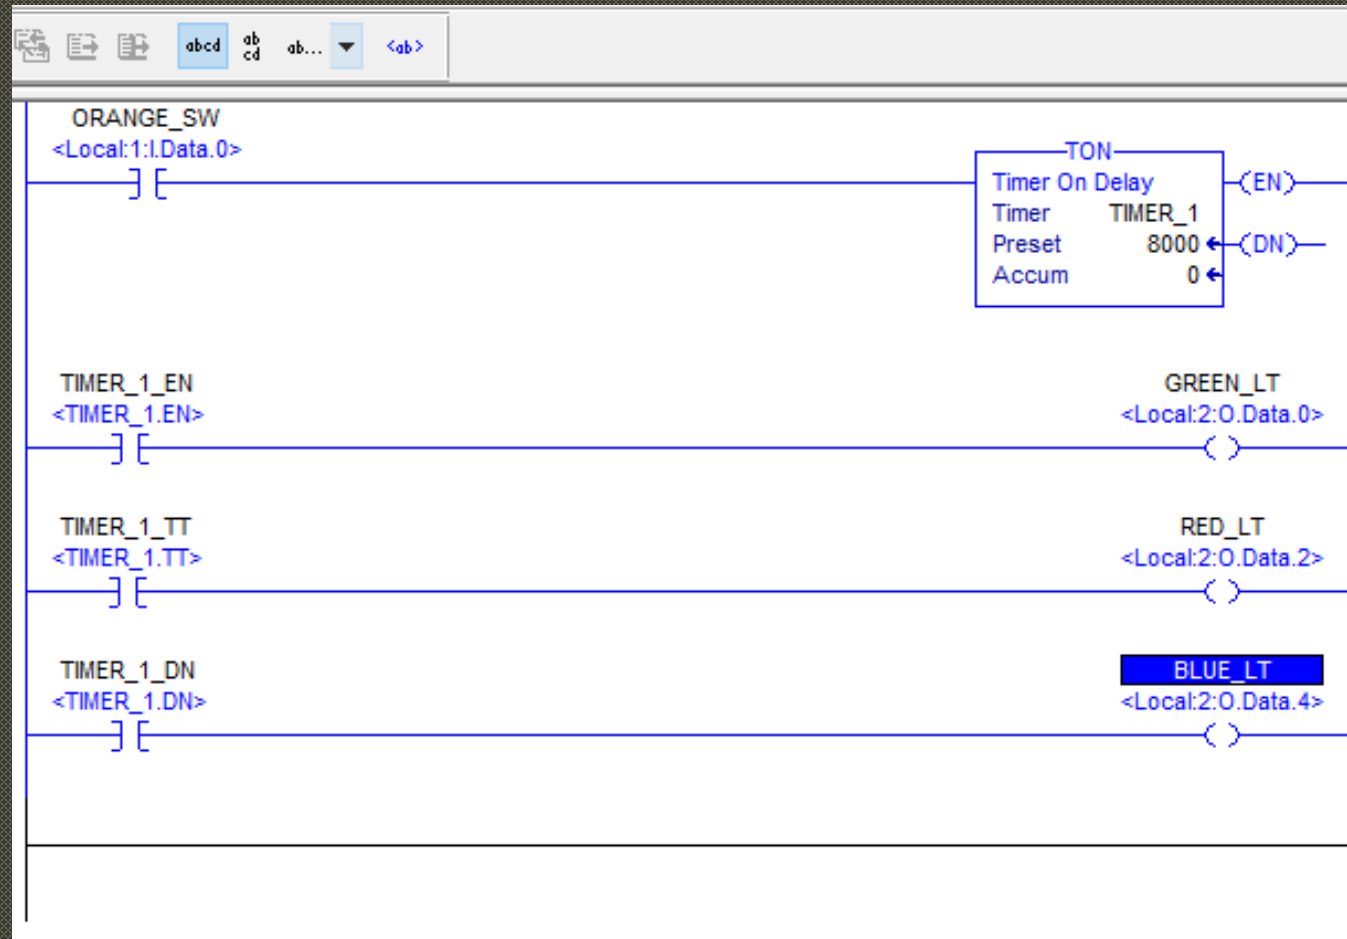 abcd ab ab... <ab>
cd
ORANGE_SW
<Local:1:I.Data.0>
TON
Timer On Delay EN
Timer TIMER_1
Preset 8000 DN
Accum 0
TIMER_1_EN GREEN_LT
<TIMER_1.EN> <Local:2:O.Data.0>
TIMER_1_TT RED_LT
<TIMER_1.TT> <Local:2:O.Data.2>
TIMER_1_DN BLUE_LT
<TIMER_1.DN> <Local:2:O.Data.4>